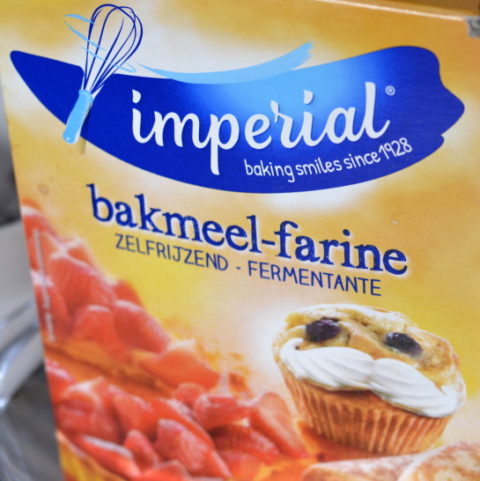 imperial®
baking smiles since 1928
bakmeel-farine
ZELFRIJZEND - FERMENTANTE